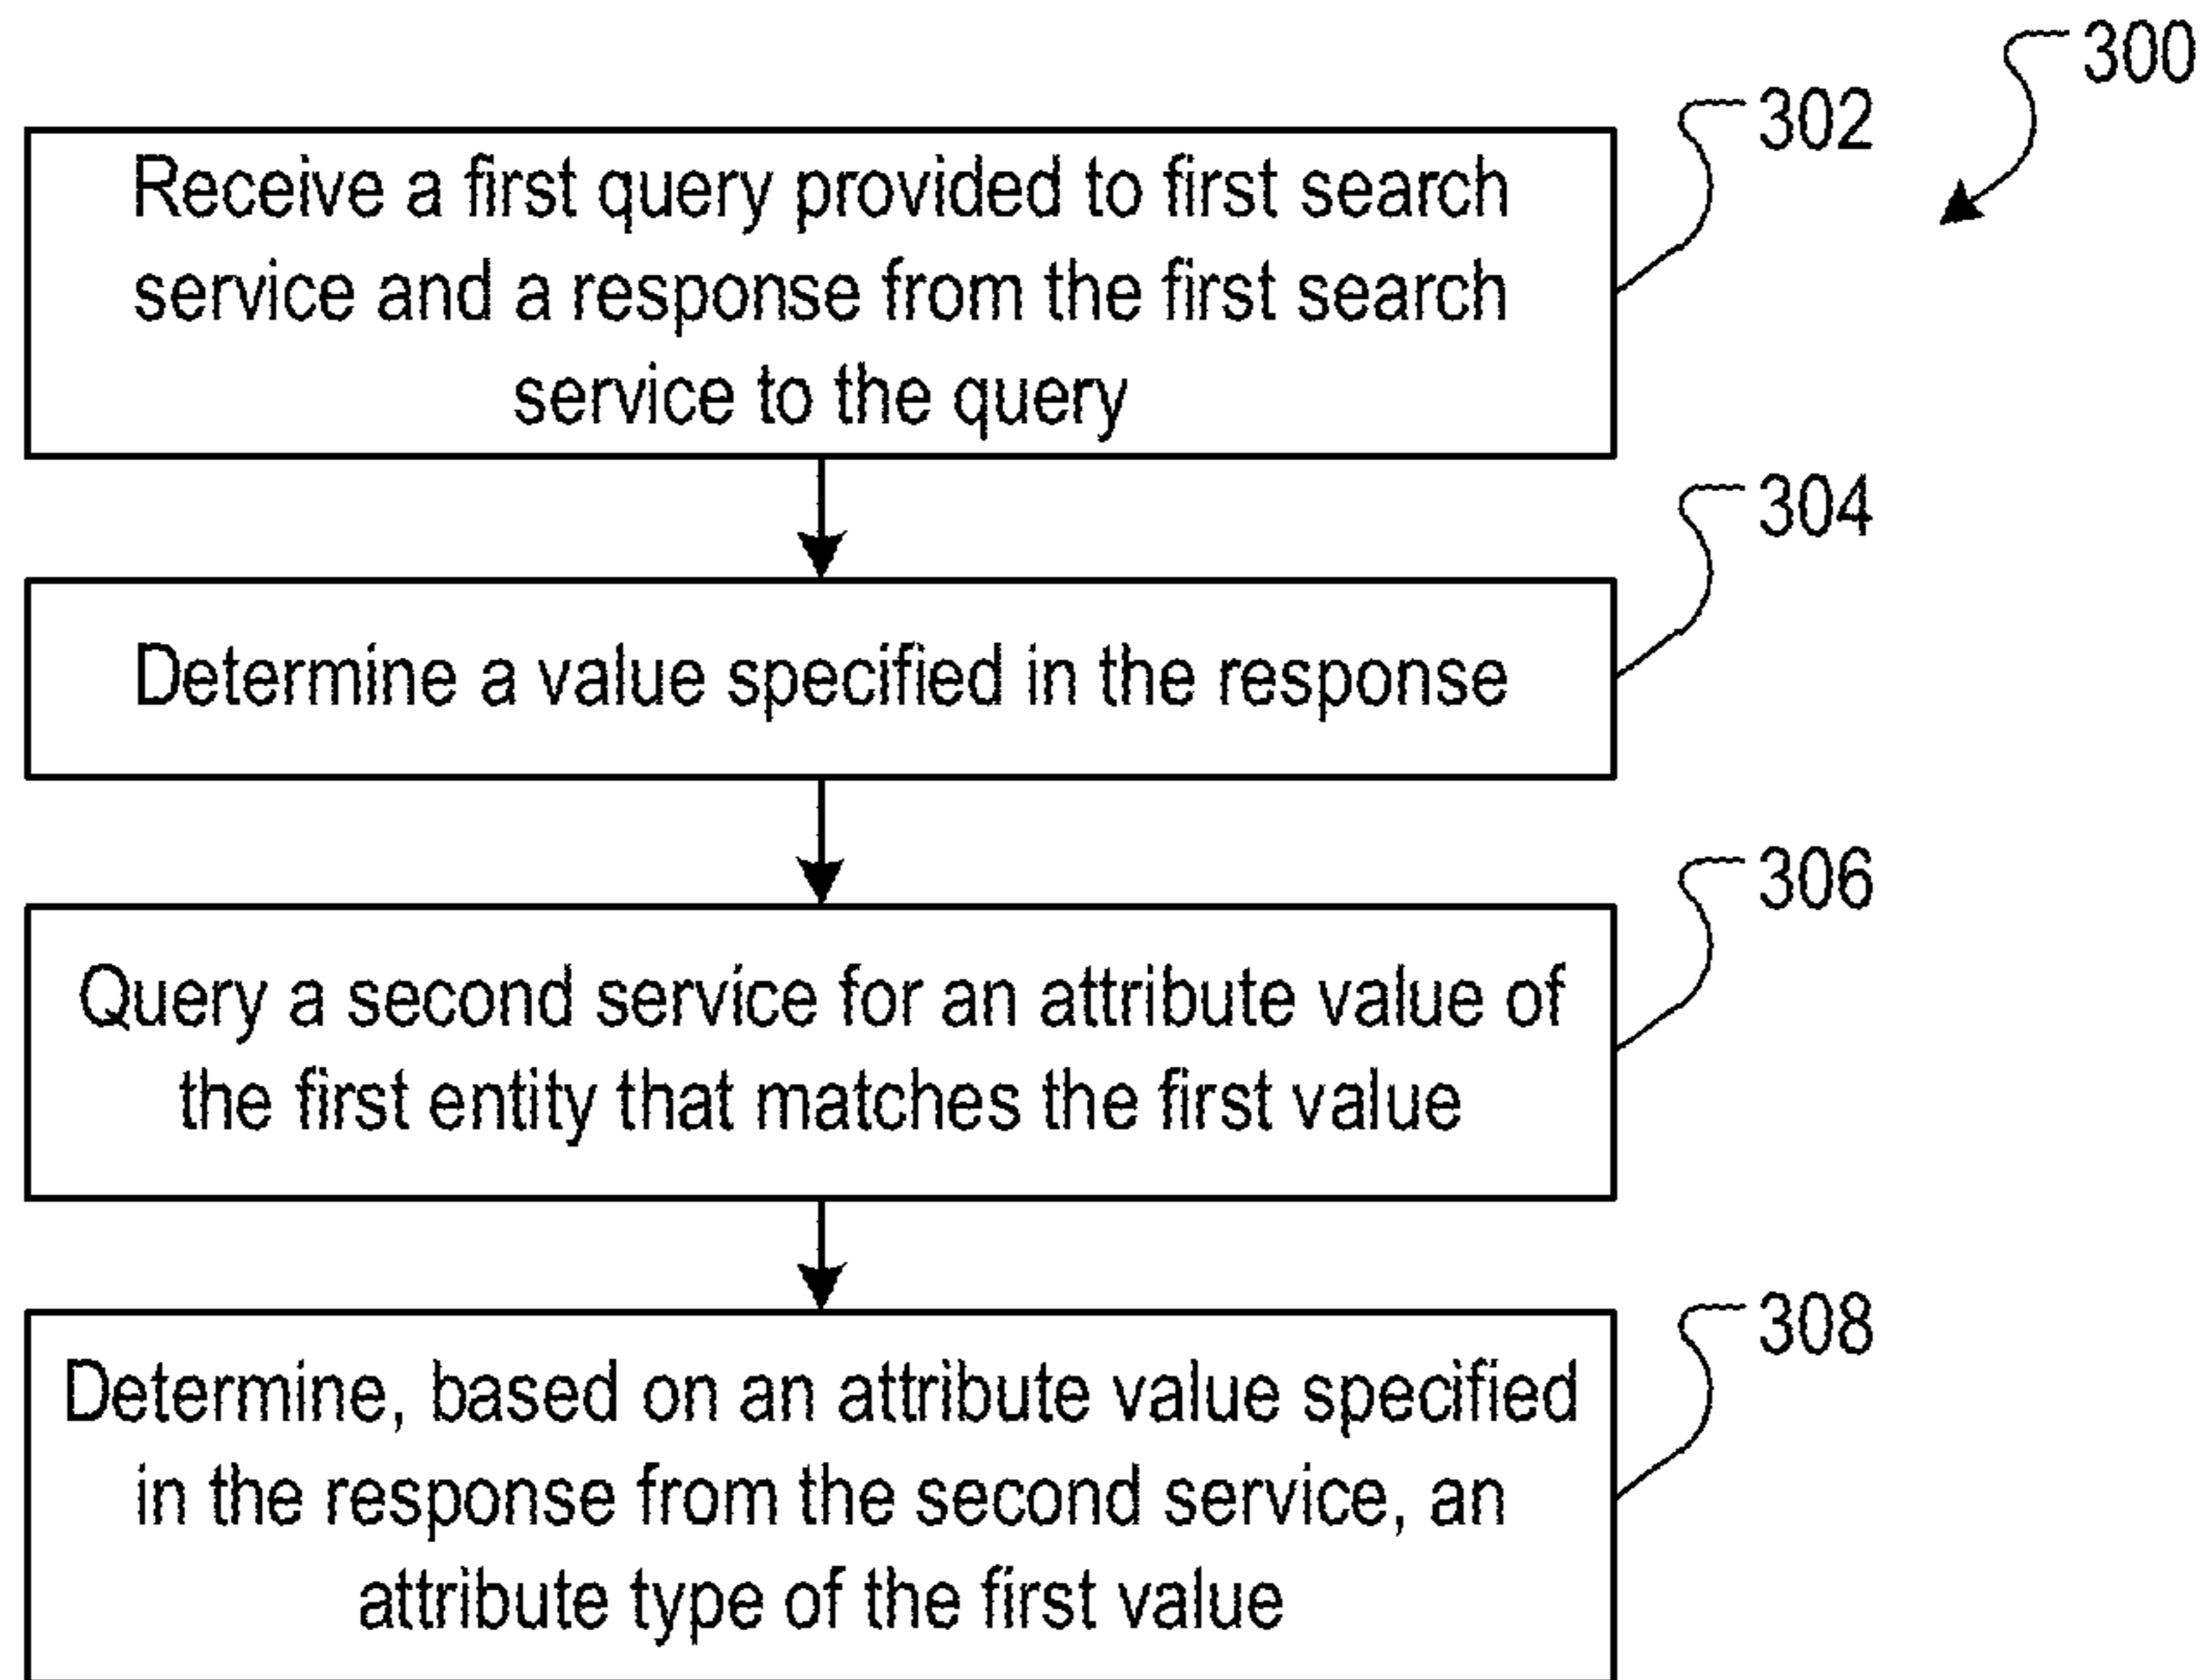 300
302
Receive a first query provided to first search
service and a response from the first search
service to the query
304
Determine a value specified in the response
306
Query a second service for an attribute value of
the first entity that matches the first value
308
Determine, based on an attribute value specified
in the response from the second service, an
attribute type of the first value